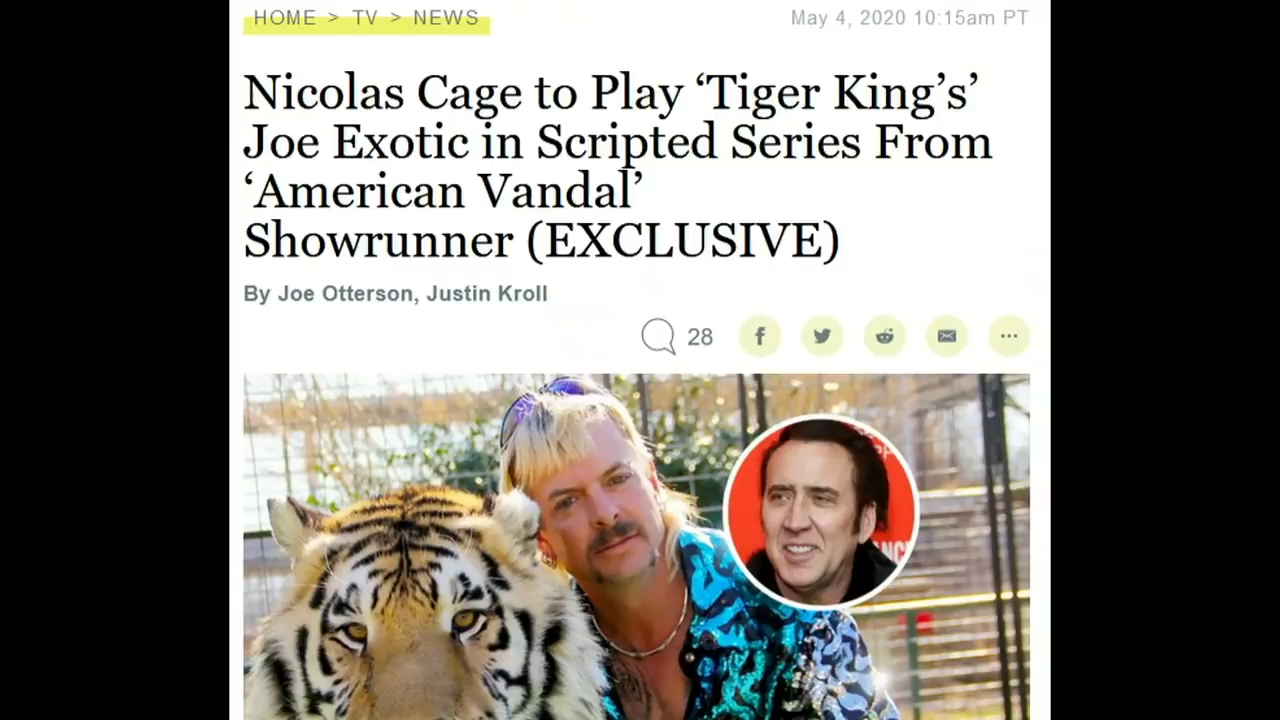 HOME > TV > NEWS
May 4, 2020 10:15am PT
Nicolas Cage to Play ‘Tiger King’s’
Joe Exotic in Scripted Series From
‘American Vandal’
Showrunner (EXCLUSIVE)
By Joe Otterson, Justin Kroll
28